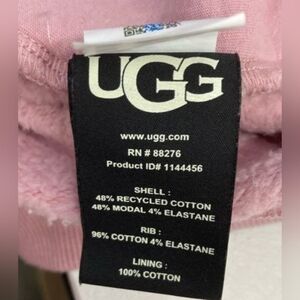 UGG
www.ugg.com
RN # 88276
Product ID# 1144456
SHELL :
48% RECYCLED COTTON
48% MODAL 4% ELASTANE
RIB :
96% COTTON 4% ELASTANE
LINING :
100% COTTON